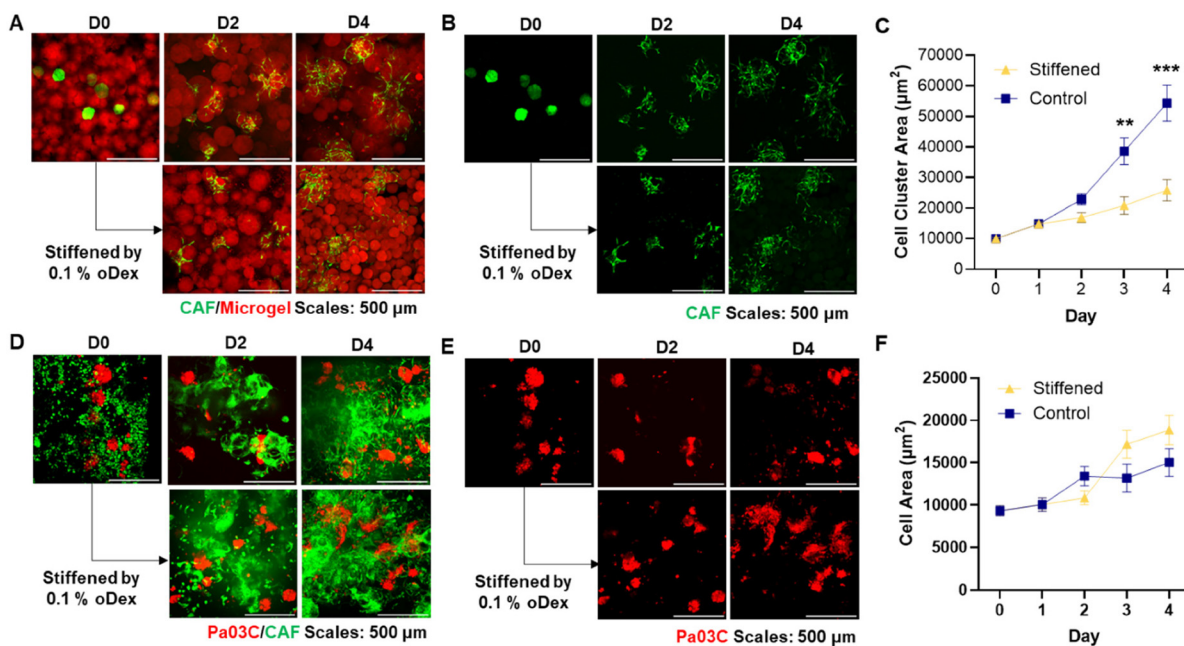 A
D0
D2
D4
Stiffened by
0.1 % oDex
CAF/Microgel Scales: 500 µm
B
D0
D2
D4
Stiffened by
0.1 % oDex
CAF Scales: 500 µm
C
Cell Cluster Area (µm²)
70000
60000
50000
40000
30000
20000
10000
0
Stiffened
Control
**
***
0 1 2 3 4
Day
D
D0
D2
D4
Stiffened by
0.1 % oDex
Pa03C/CAF Scales: 500 µm
E
D0
D2
D4
Stiffened by
0.1 % oDex
Pa03C Scales: 500 µm
F
Cell Area (µm²)
25000
20000
15000
10000
5000
0
Stiffened
Control
0 1 2 3 4
Day